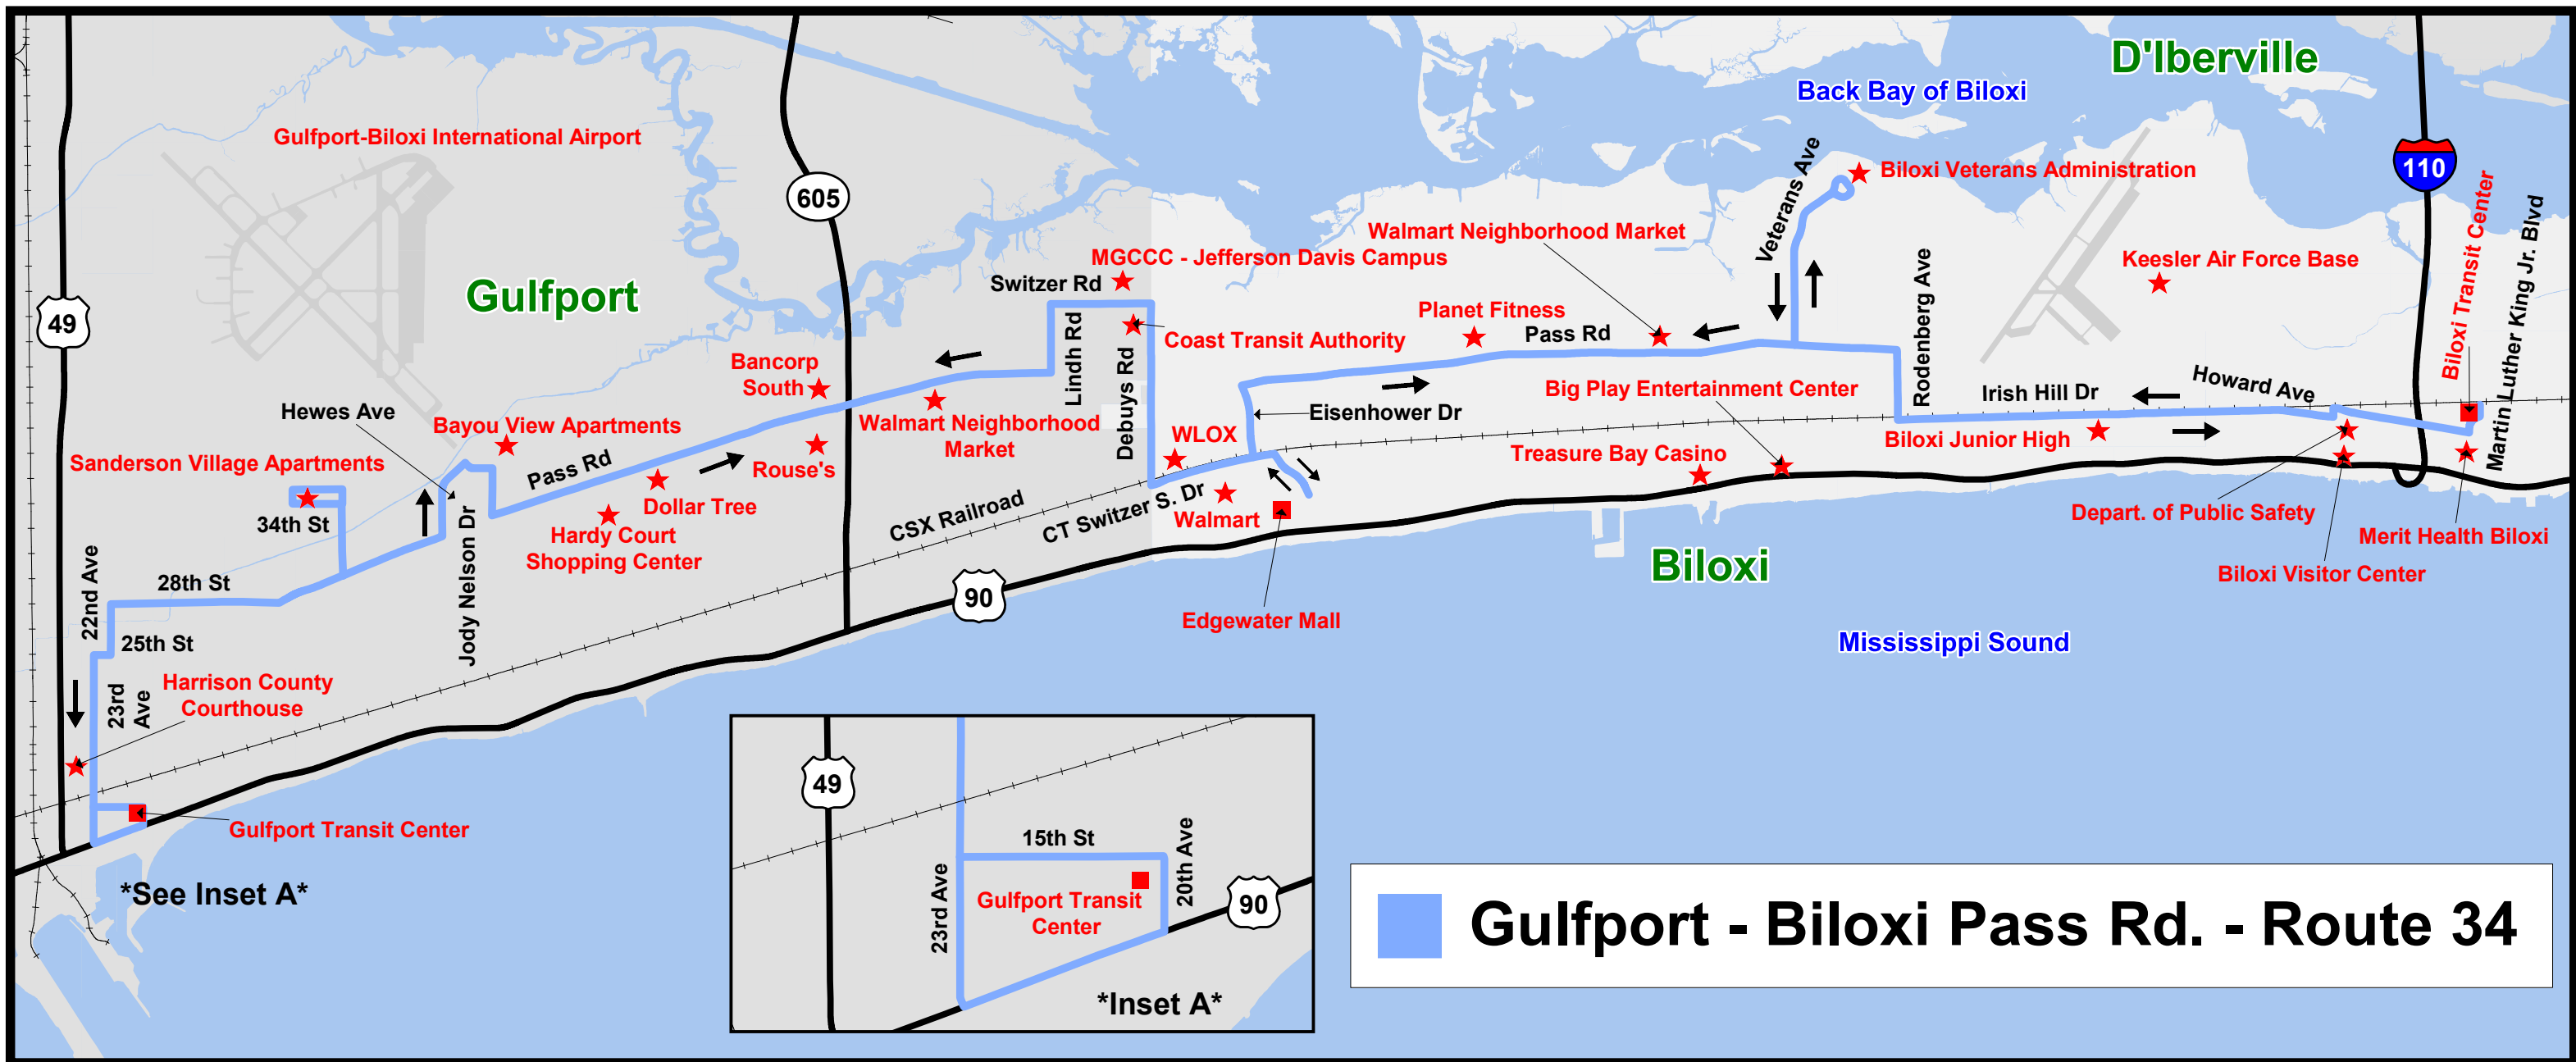 D'Iberville
Back Bay of Biloxi
Gulfport-Biloxi International Airport
Veterans Ave
Biloxi Veterans Administration
110
605
Biloxi Transit Center
Martin Luther King Jr. Blvd
Walmart Neighborhood Market
MGCCC - Jefferson Davis Campus
Switzer Rd
Keesler Air Force Base
Rodenberg Ave
Gulfport
49
Planet Fitness
Pass Rd
Lindh Rd
Coast Transit Authority
Debuys Rd
Bancorp
South
Big Play Entertainment Center
Irish Hill Dr
Howard Ave
Hewes Ave
Eisenhower Dr
Bayou View Apartments
Walmart Neighborhood
Market
WLOX
Biloxi Junior High
Sanderson Village Apartments
Pass Rd
Rouse's
Treasure Bay Casino
Dollar Tree
CSX Railroad
CT Switzer S. Dr
Walmart
34th St
Hardy Court
Shopping Center
Jody Nelson Dr
Depart. of Public Safety
Merit Health Biloxi
Biloxi
Biloxi Visitor Center
22nd Ave
28th St
90
Edgewater Mall
25th St
Mississippi Sound
23rd
Ave
Harrison County
Courthouse
Gulfport Transit Center
*See Inset A*
49
15th St
20th Ave
23rd Ave
Gulfport Transit
Center
90
*Inset A*
Gulfport - Biloxi Pass Rd. - Route 34